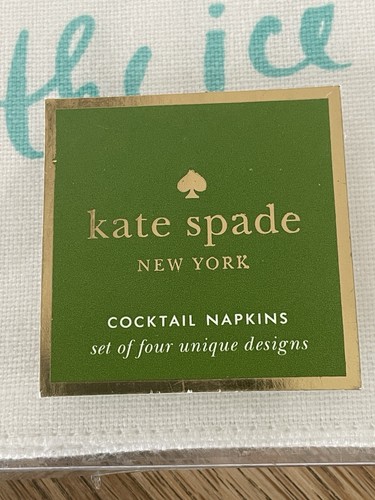 the ice
kate spade
NEW YORK
COCKTAIL NAPKINS
set of four unique designs